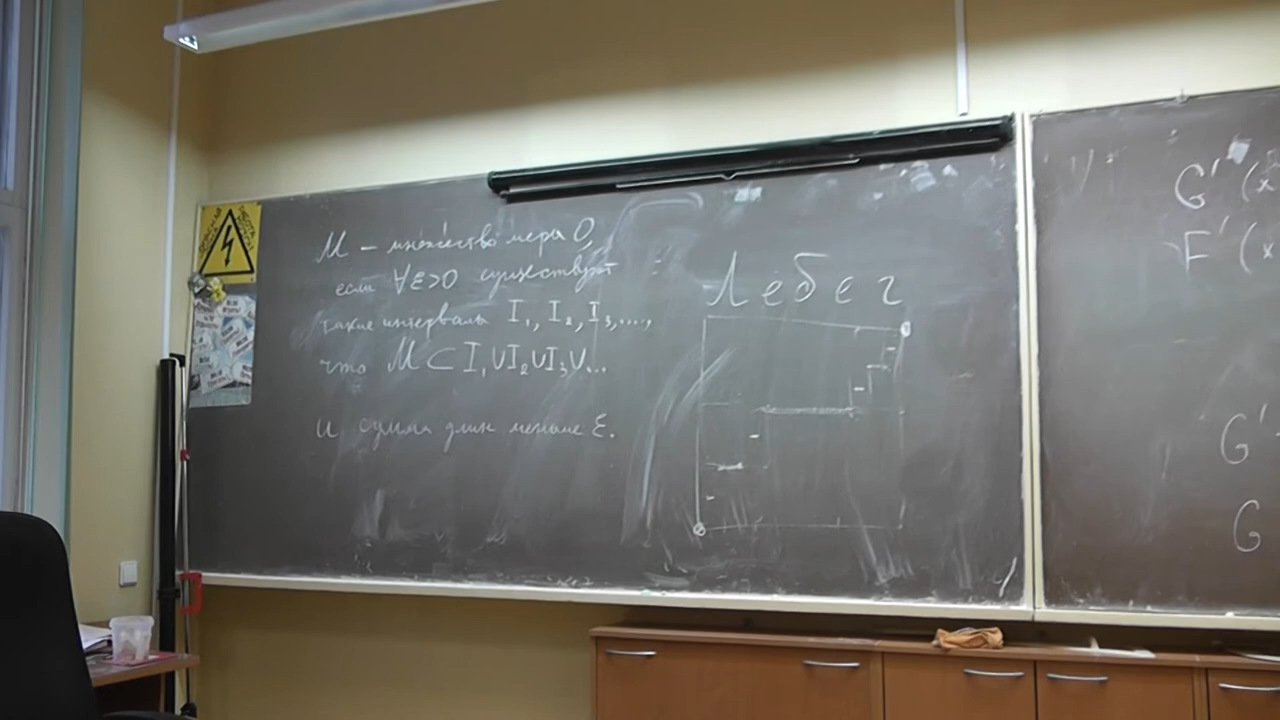 M – множество меры 0,
если ∀ε>0 существуют
такие интервалы I₁, I₂, I₃,....,
что M ⊂ I₁∪I₂∪I₃∪...
и сумма длин меньше ε.
Лебег
G'(x
F'(x
G'
G